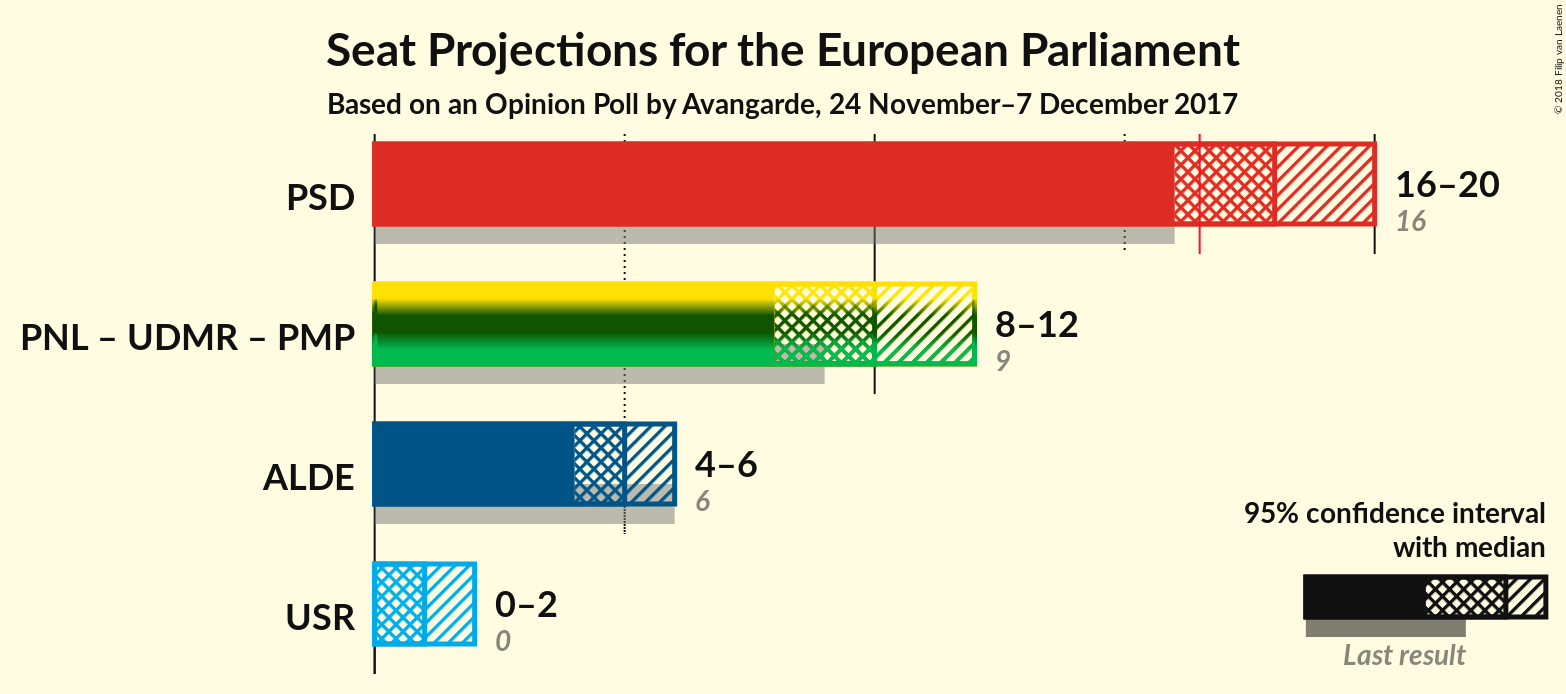 Seat Projections for the European Parliament
Based on an Opinion Poll by Avangarde, 24 November–7 December 2017
© 2018 Filip van Laenen
PSD
16–20
16
PNL – UDMR – PMP
8–12
9
ALDE
4–6
6
USR
0–2
0
95% confidence interval
with median
Last result